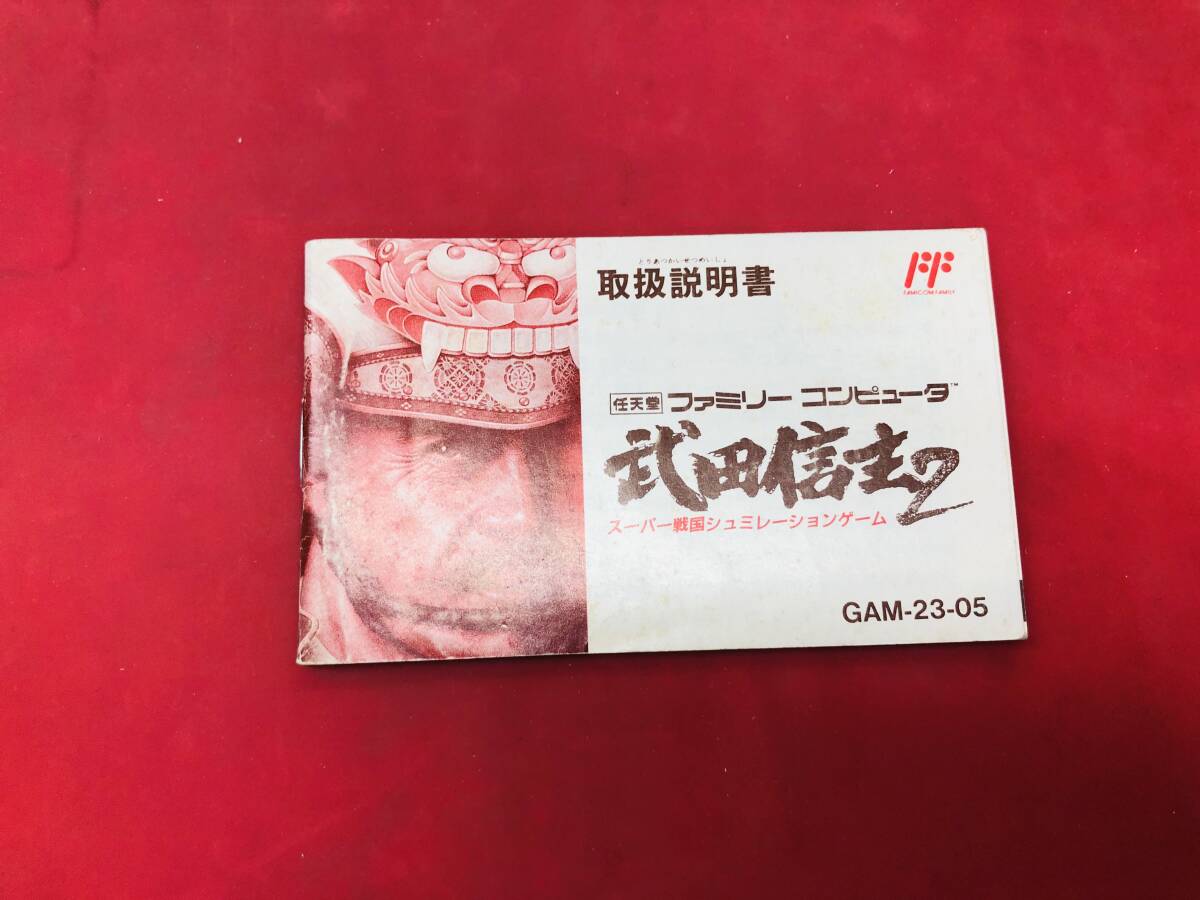 とりあつかいせつめいしょ
取扱説明書
FAMICOM FAMILY
任天堂 ファミリー コンピュータ™
武田信玄2
スーパー戦国シュミレーションゲーム
GAM-23-05